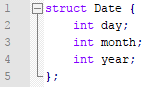 1 struct Date {
2 int day;
3 int month;
4 int year;
5 };